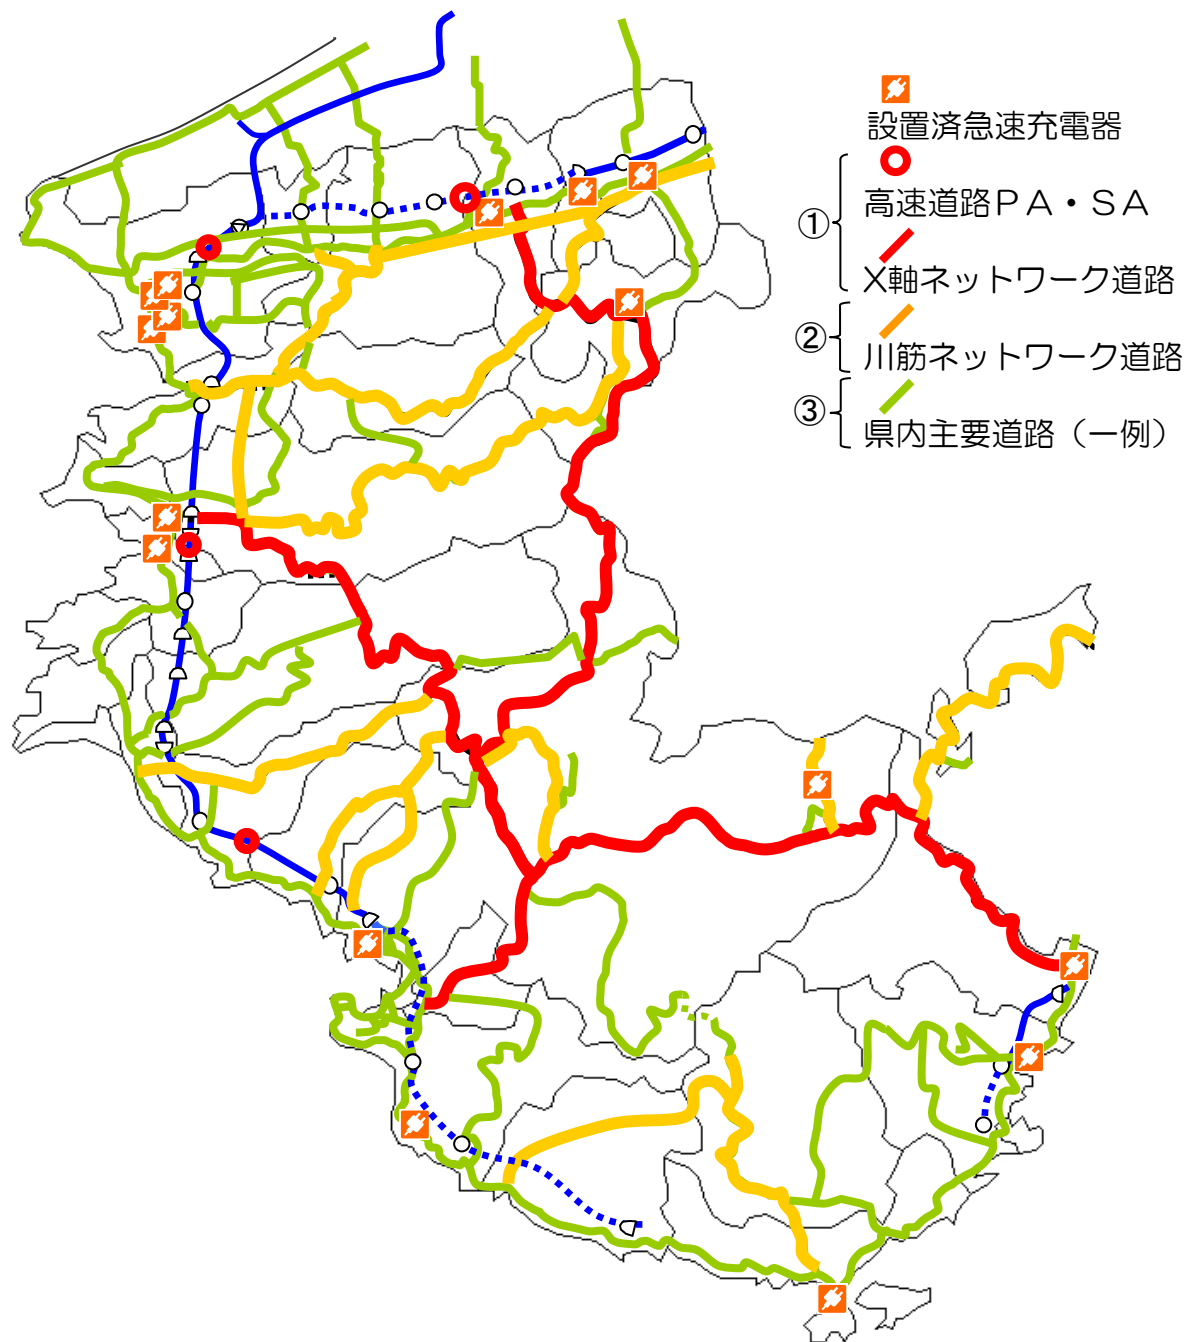 設置済急速充電器
①
高速道路ＰＡ・ＳＡ
X軸ネットワーク道路
②
川筋ネットワーク道路
③
県内主要道路（一例）